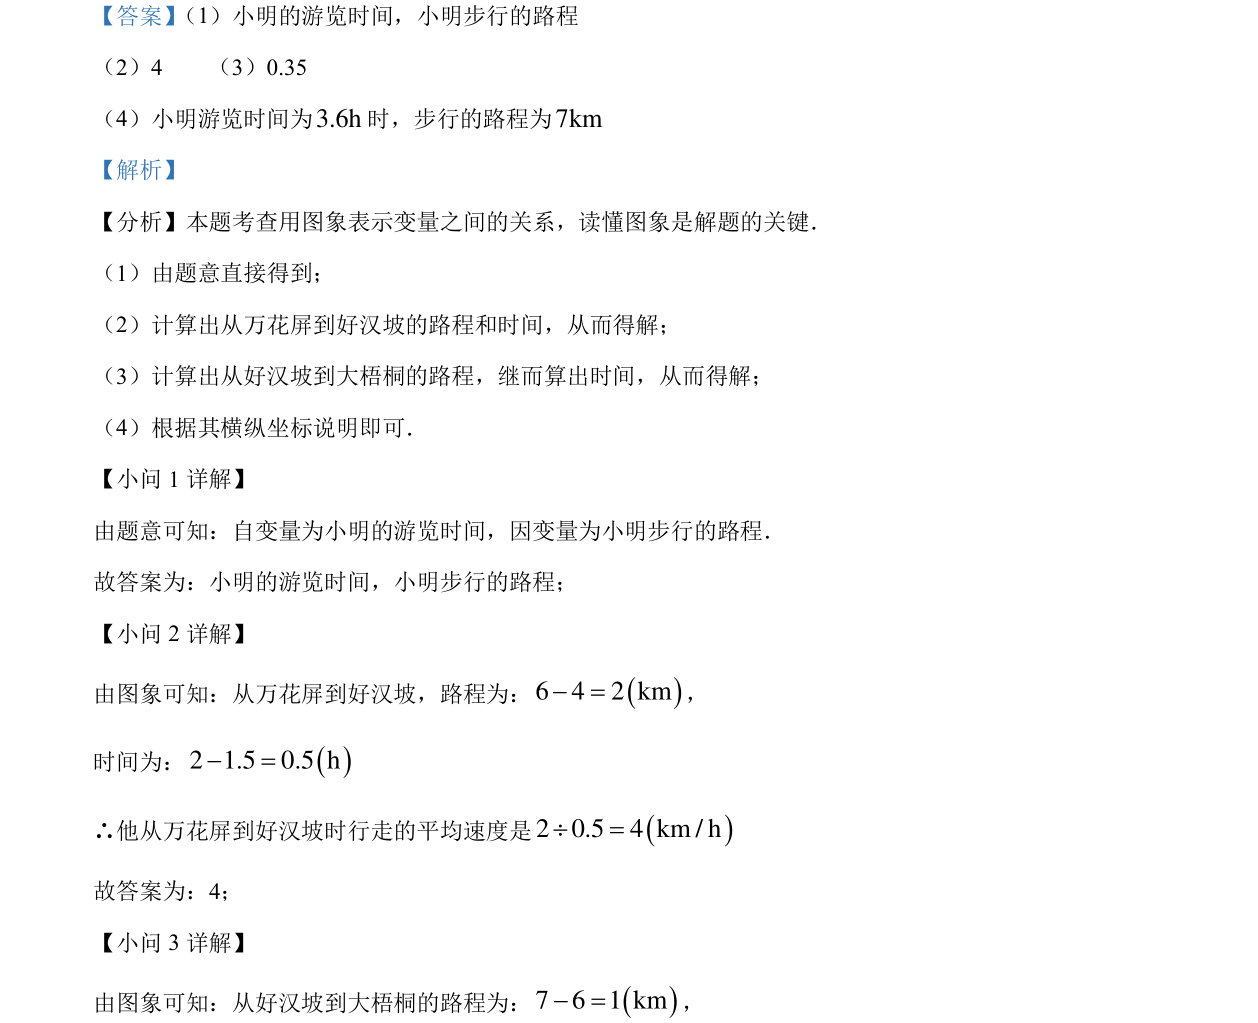 【答案】（1）小明的游览时间，小明步行的路程
（2）4 （3）0.35
（4）小明游览时间为3.6h时，步行的路程为7km
【解析】
【分析】本题考查用图象表示变量之间的关系，读懂图象是解题的关键．
（1）由题意直接得到；
（2）计算出从万花屏到好汉坡的路程和时间，从而得解；
（3）计算出从好汉坡到大梧桐的路程，继而算出时间，从而得解；
（4）根据其横纵坐标说明即可．
【小问1详解】
由题意可知：自变量为小明的游览时间，因变量为小明步行的路程．
故答案为：小明的游览时间，小明步行的路程；
【小问2详解】
由图象可知：从万花屏到好汉坡，路程为：6−4=2(km)，
时间为：2−1.5=0.5(h)
∴他从万花屏到好汉坡时行走的平均速度是2÷0.5=4(km/h)
故答案为：4；
【小问3详解】
由图象可知：从好汉坡到大梧桐的路程为：7−6=1(km)，